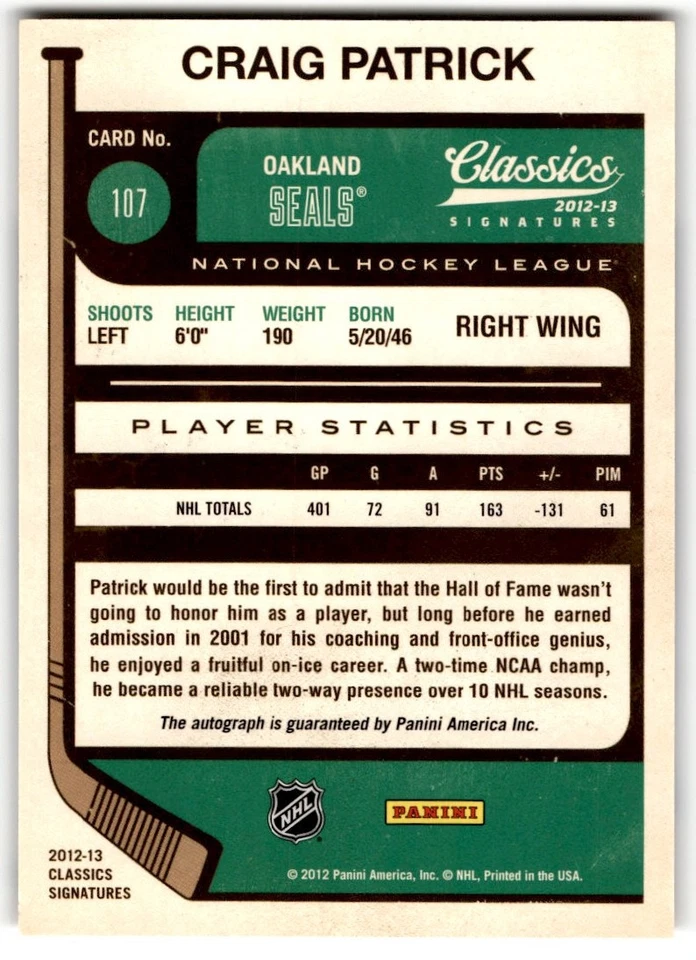 CRAIG PATRICK
CARD No.
107
OAKLAND
SEALS®
Classics
2012-13
SIGNATURES
NATIONAL HOCKEY LEAGUE
SHOOTS HEIGHT WEIGHT BORN
LEFT 6'0" 190 5/20/46
RIGHT WING
PLAYER STATISTICS
GP G A PTS +/- PIM
NHL TOTALS 401 72 91 163 -131 61
Patrick would be the first to admit that the Hall of Fame wasn't
going to honor him as a player, but long before he earned
admission in 2001 for his coaching and front-office genius,
he enjoyed a fruitful on-ice career. A two-time NCAA champ,
he became a reliable two-way presence over 10 NHL seasons.
The autograph is guaranteed by Panini America Inc.
NHL
PANINI
2012-13
CLASSICS
SIGNATURES
© 2012 Panini America, Inc. © NHL, Printed in the USA.